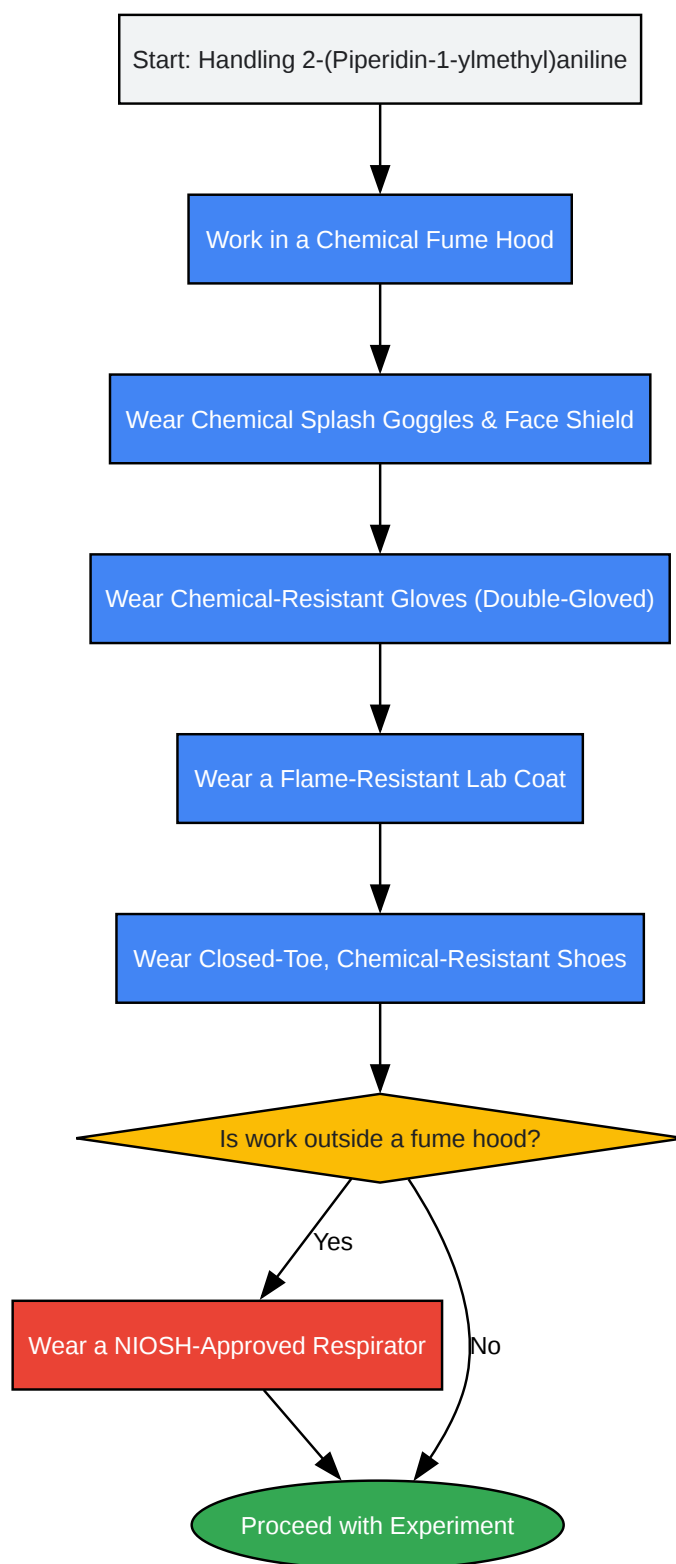 Start: Handling 2-(Piperidin-1-ylmethyl)aniline
Work in a Chemical Fume Hood
Wear Chemical Splash Goggles & Face Shield
Wear Chemical-Resistant Gloves (Double-Gloved)
Wear a Flame-Resistant Lab Coat
Wear Closed-Toe, Chemical-Resistant Shoes
Is work outside a fume hood?
Yes
Wear a NIOSH-Approved Respirator
No
Proceed with Experiment